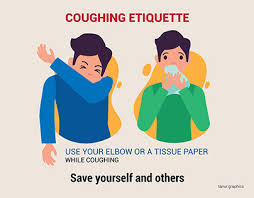 COUGHING ETIQUETTE
USE YOUR ELBOW OR A TISSUE PAPER
WHILE COUGHING
Save yourself and others